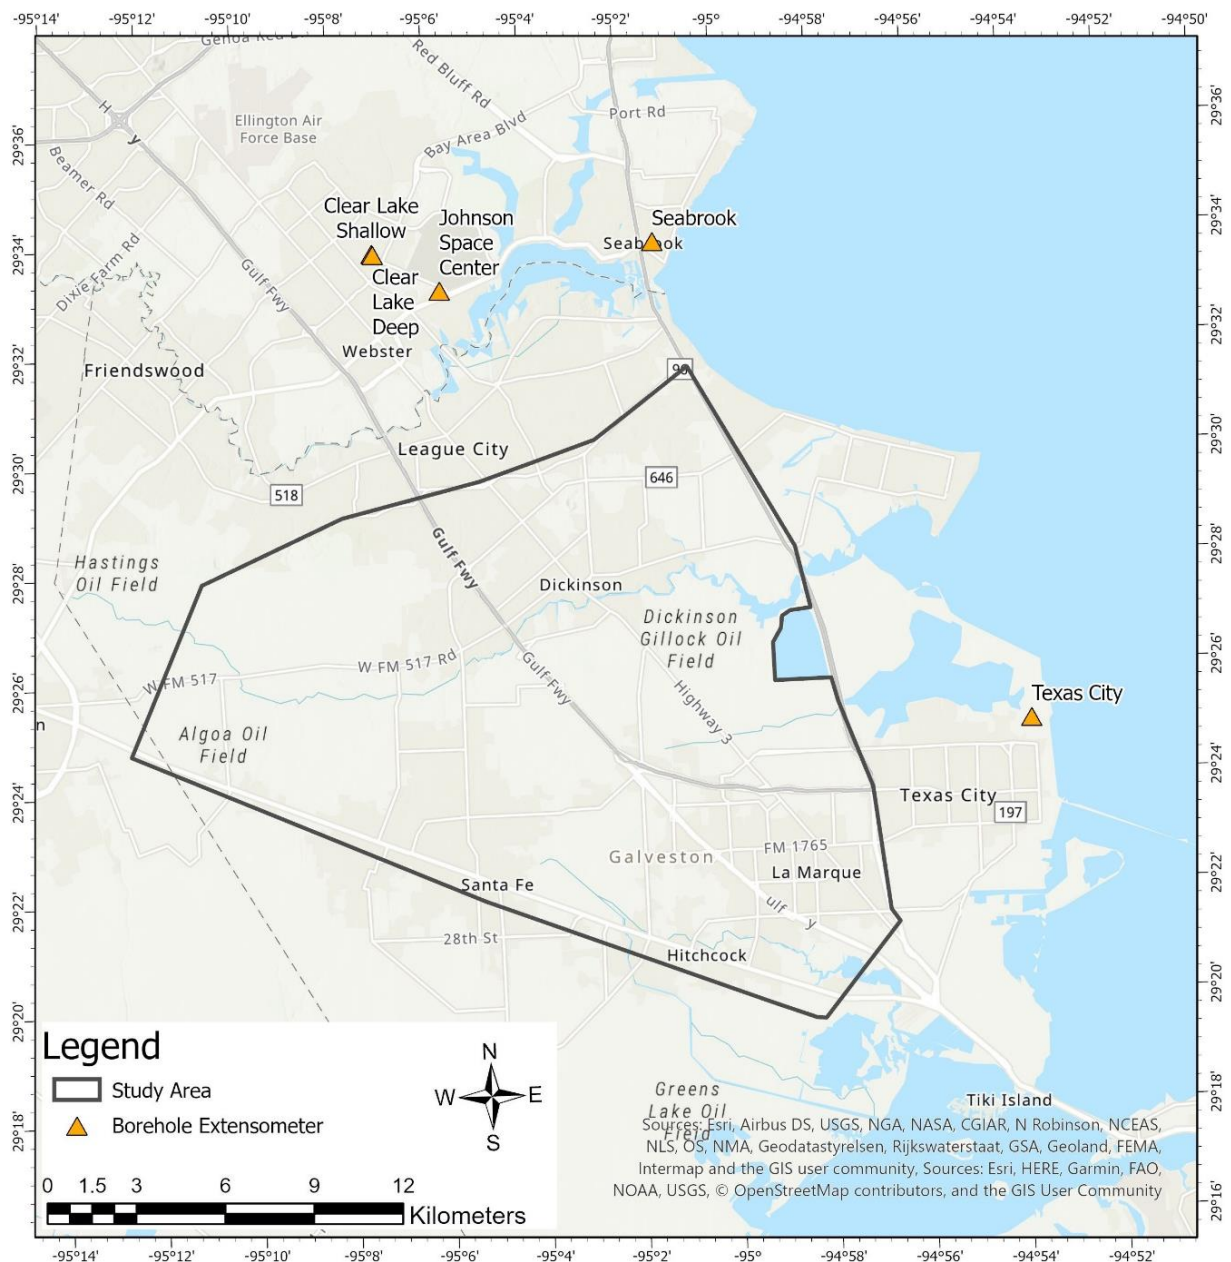 -95°14' -95°12' -95°10' -95°8' -95°6' -95°4' -95°2' -95° -94°58' -94°56' -94°54' -94°52' -94°50'
Genoa Red
Red Bluff Rd
Port Rd
Ellington Air
Force Base
Bay Area Blvd
H y
Beamer Rd
Dixie Farm Rd
Gulf Fwy
Clear Lake
Shallow
Johnson
Space
Center
Seabrook
Seabrook
Clear
Lake
Deep
Webster
Friendswood
96
League City
646
518
Gulf Fwy
Hastings
Oil Field
Dickinson
Dickinson
Gillock Oil
Field
W FM 517 Rd
W FM 517
Gulf Fwy
Highway 3
Texas City
n
Algoa Oil
Field
Texas City
197
Galveston
FM 1765
La Marque
Santa Fe
ulf y
28th St
Hitchcock
Greens
Lake Oil
Field
Tiki Island
29°36'
29°34'
29°32'
29°30'
29°28'
29°26'
29°24'
29°22'
29°20'
29°18'
29°36'
29°34'
29°32'
29°30'
29°28'
29°26'
29°24'
29°22'
29°20'
29°18'
29°16'
Legend
Study Area
Borehole Extensometer
N
W E
S
0 1.5 3 6 9 12
Kilometers
Sources: Esri, Airbus DS, USGS, NGA, NASA, CGIAR, N Robinson, NCEAS,
NLS, OS, NMA, Geodatastyrelsen, Rijkswaterstaat, GSA, Geoland, FEMA,
Intermap and the GIS user community, Sources: Esri, HERE, Garmin, FAO,
NOAA, USGS, © OpenStreetMap contributors, and the GIS User Community
-95°14' -95°12' -95°10' -95°8' -95°6' -95°4' -95°2' -95° -94°58' -94°56' -94°54' -94°52'